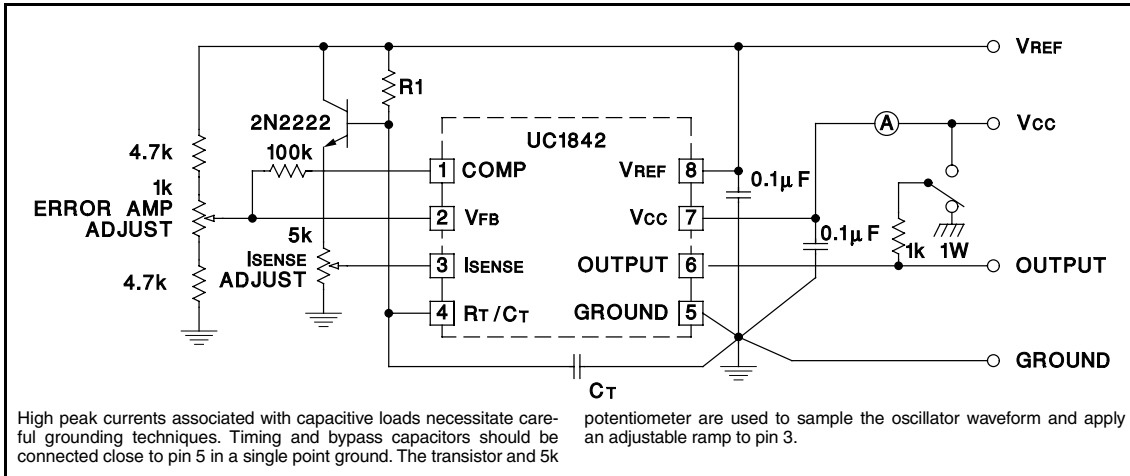 VREF
R1
2N2222
UC1842
A
VCC
4.7k
100k
1 COMP
VREF 8
0.1µF
1k
ERROR AMP
ADJUST
2 VFB
VCC 7
0.1µF
5k
ISENSE
ADJUST
3 ISENSE
OUTPUT 6
1k 1W
OUTPUT
4.7k
4 RT/CT
GROUND 5
GROUND
CT
High peak currents associated with capacitive loads necessitate care-
ful grounding techniques. Timing and bypass capacitors should be
connected close to pin 5 in a single point ground. The transistor and 5k
potentiometer are used to sample the oscillator waveform and apply
an adjustable ramp to pin 3.